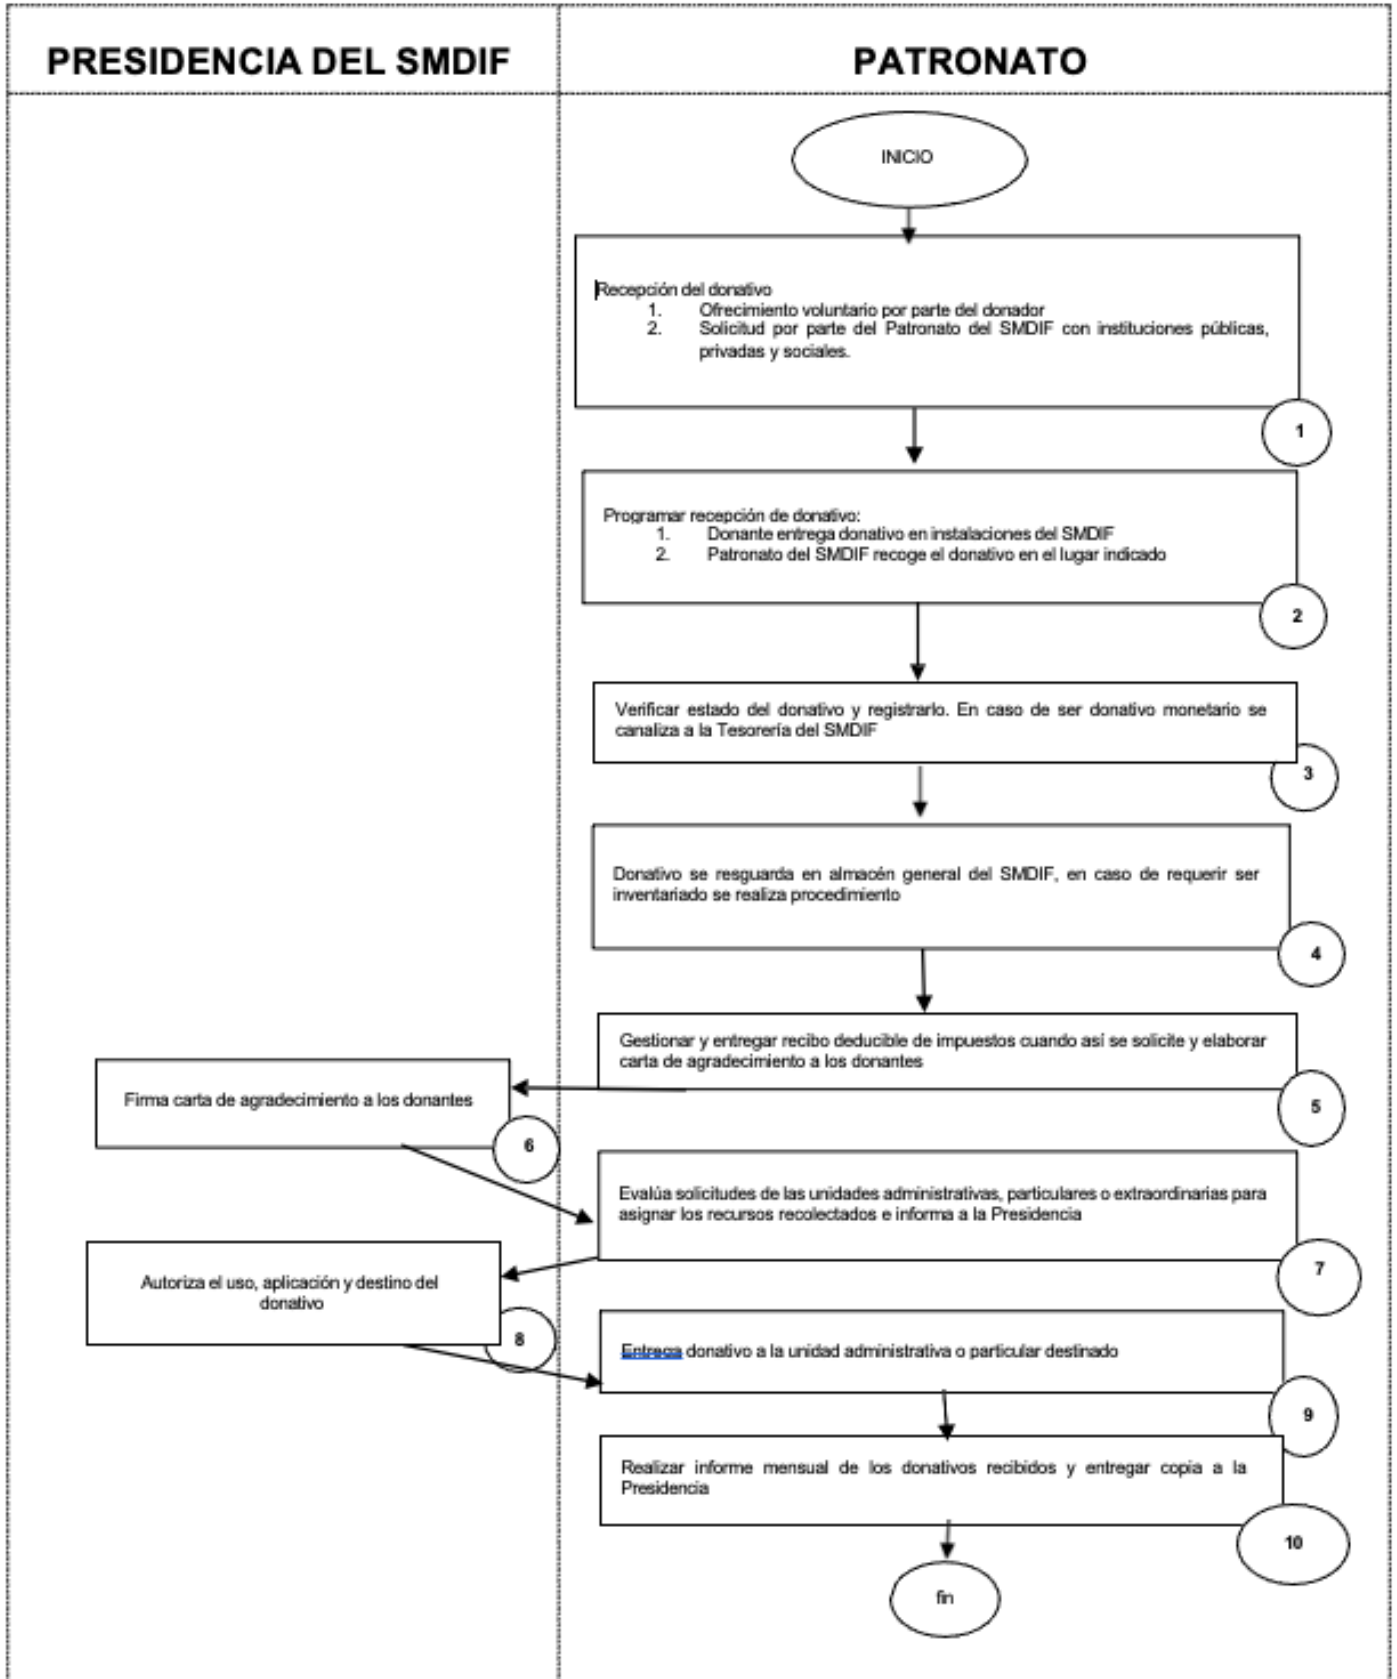 PRESIDENCIA DEL SMDIF
PATRONATO
INICIO
Recepción del donativo
1. Ofrecimiento voluntario por parte del donador
2. Solicitud por parte del Patronato del SMDIF con instituciones públicas,
privadas y sociales.
1
Programar recepción de donativo:
1. Donante entrega donativo en instalaciones del SMDIF
2. Patronato del SMDIF recoge el donativo en el lugar indicado
2
Verificar estado del donativo y registrarlo. En caso de ser donativo monetario se
canaliza a la Tesorería del SMDIF
3
Donativo se resguarda en almacén general del SMDIF, en caso de requerir ser
inventariado se realiza procedimiento
4
Gestionar y entregar recibo deducible de impuestos cuando así se solicite y elaborar
carta de agradecimiento a los donantes
5
Firma carta de agradecimiento a los donantes
6
Evalúa solicitudes de las unidades administrativas, particulares o extraordinarias para
asignar los recursos recolectados e informa a la Presidencia
7
Autoriza el uso, aplicación y destino del
donativo
8
Entrega donativo a la unidad administrativa o particular destinado
9
Realizar informe mensual de los donativos recibidos y entregar copia a la
Presidencia
10
fin